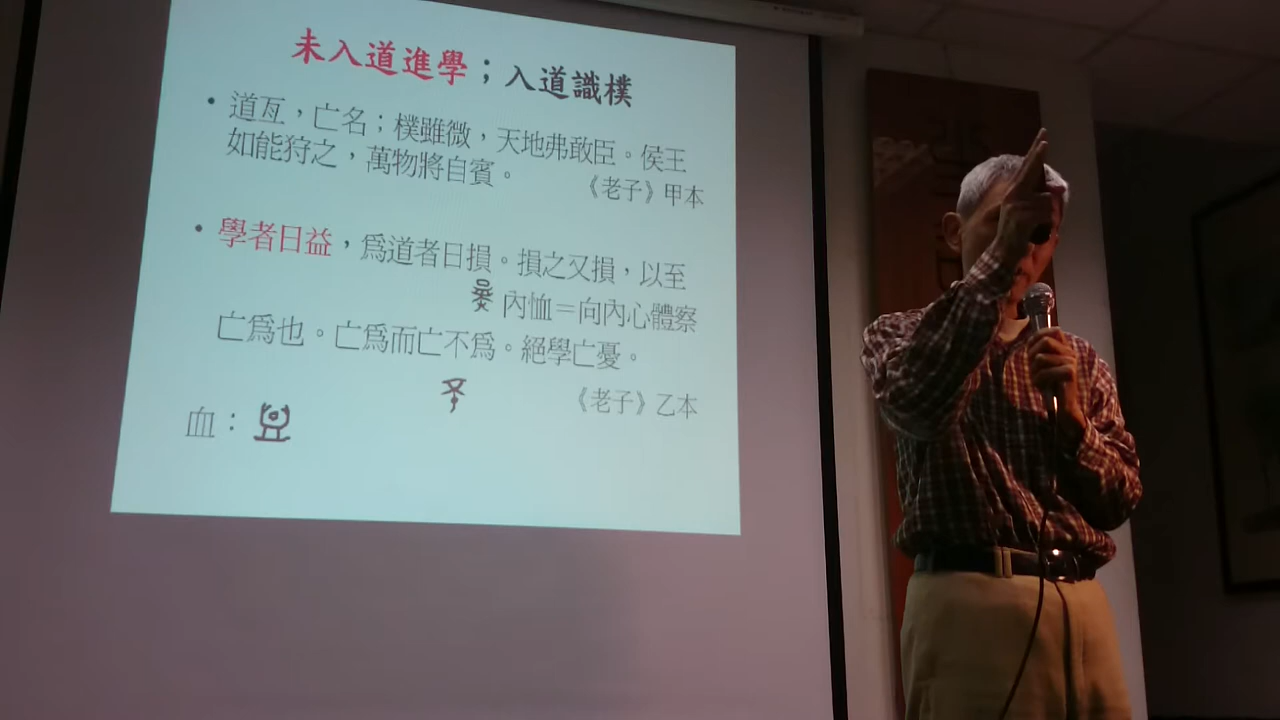 未入道進學；入道識樸
• 道亙，亡名；樸雖微，天地弗敢臣。侯王
如能狩之，萬物將自賓。 《老子》甲本
• 學者日益，爲道者日損。損之又損，以至
內恤＝向內心體察
亡爲也。亡爲而亡不爲。絕學亡憂。
《老子》乙本
血：